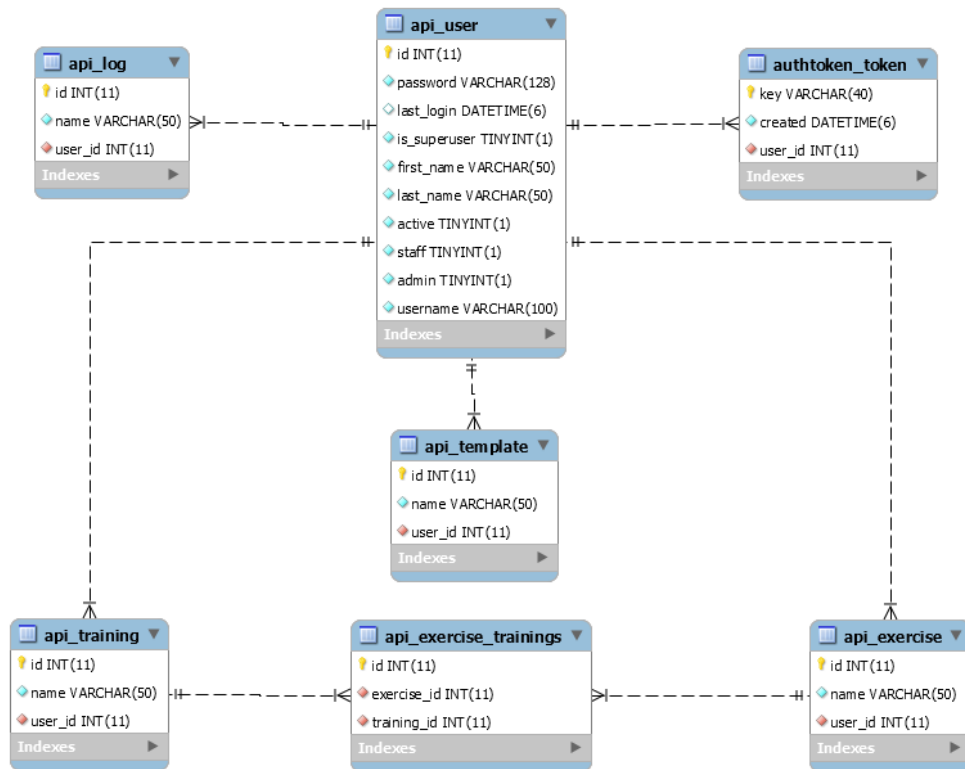 api_user
id INT(11)
password VARCHAR(128)
last_login DATETIME(6)
is_superuser TINYINT(1)
first_name VARCHAR(50)
last_name VARCHAR(50)
active TINYINT(1)
staff TINYINT(1)
admin TINYINT(1)
username VARCHAR(100)
Indexes
api_log
id INT(11)
name VARCHAR(50)
user_id INT(11)
Indexes
authtoken_token
key VARCHAR(40)
created DATETIME(6)
user_id INT(11)
Indexes
api_template
id INT(11)
name VARCHAR(50)
user_id INT(11)
Indexes
api_training
id INT(11)
name VARCHAR(50)
user_id INT(11)
Indexes
api_exercise_trainings
id INT(11)
exercise_id INT(11)
training_id INT(11)
Indexes
api_exercise
id INT(11)
name VARCHAR(50)
user_id INT(11)
Indexes